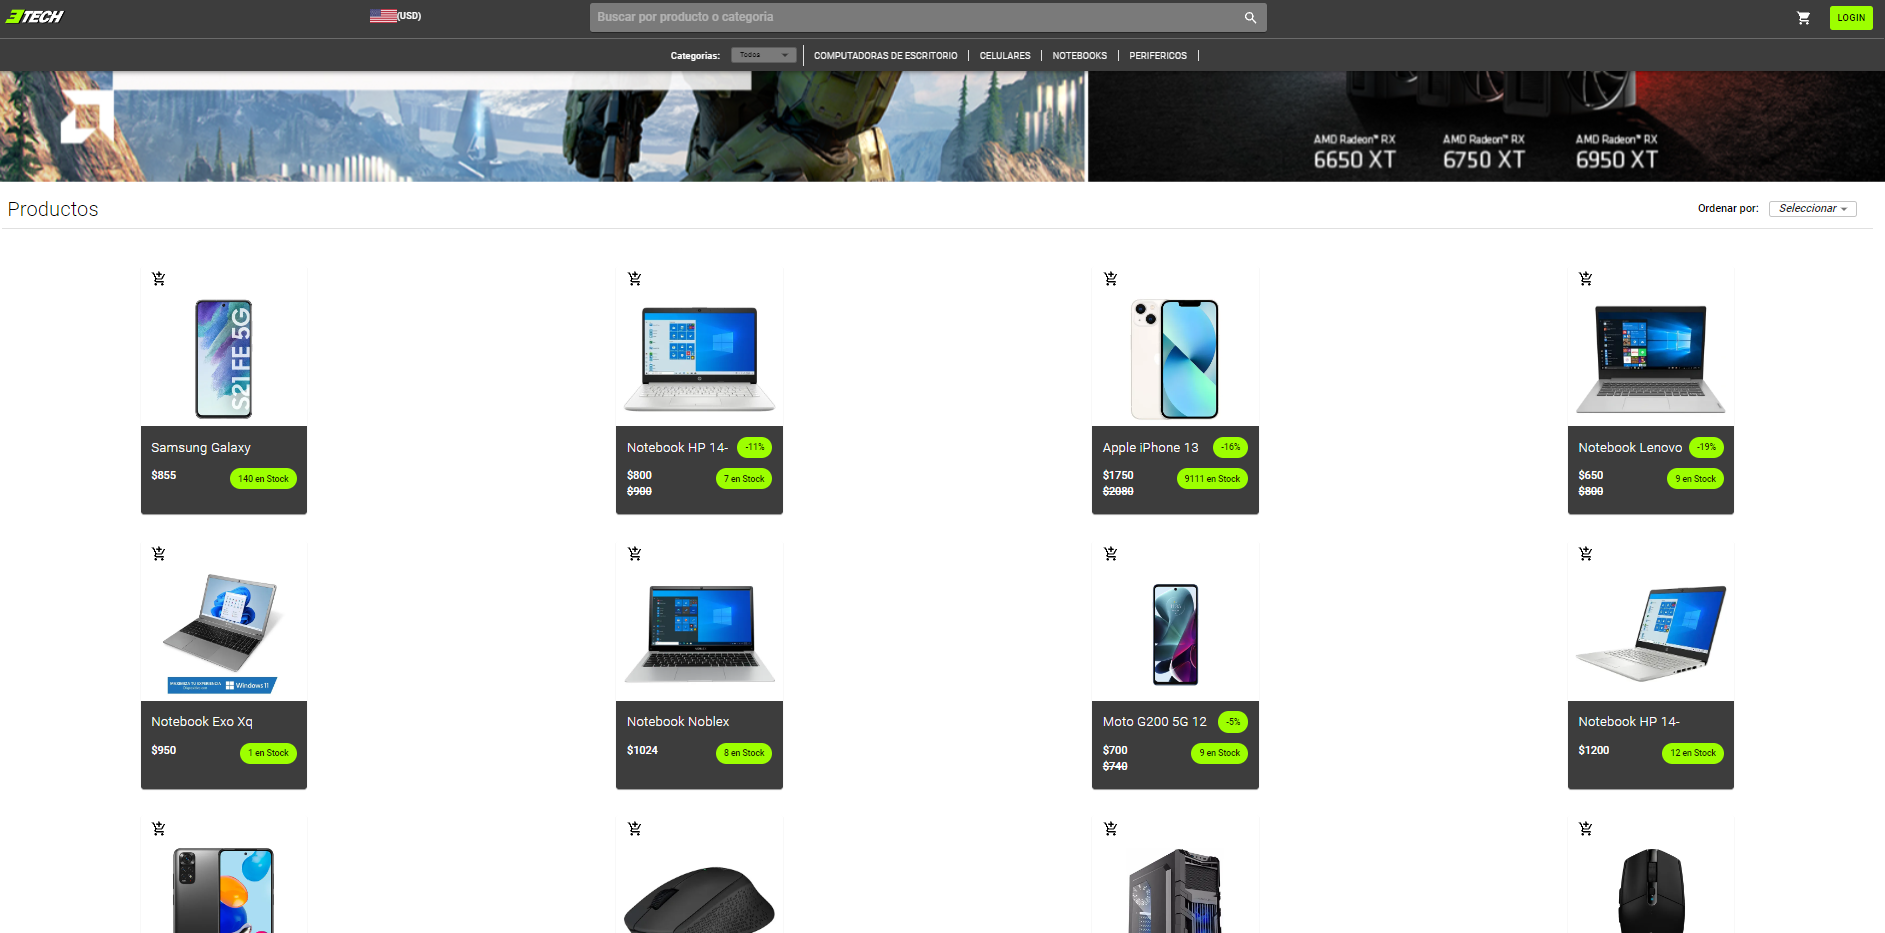 3TECH
(USD)
Buscar por producto o categoria
LOGIN
Categorias:
Todos
COMPUTADORAS DE ESCRITORIO
CELULARES
NOTEBOOKS
PERIFERICOS
AMD Radeon™ RX
6650 XT
AMD Radeon™ RX
6750 XT
AMD Radeon™ RX
6950 XT
Productos
Ordenar por:
Seleccionar
S21 FE 5G
Samsung Galaxy
$855
140 en Stock
Notebook HP 14-
-11%
$800
7 en Stock
$900
Apple iPhone 13
-16%
$1750
9111 en Stock
$2080
Notebook Lenovo
-19%
$650
9 en Stock
$800
Windows 11
Notebook Exo Xq
$950
1 en Stock
Notebook Noblex
$1024
8 en Stock
Moto G200 5G 12
-5%
$700
9 en Stock
$740
Notebook HP 14-
$1200
12 en Stock